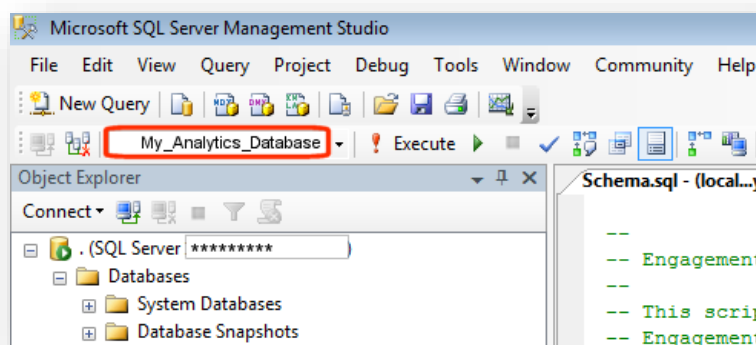 Microsoft SQL Server Management Studio
File Edit View Query Project Debug Tools Window Community Help
New Query
My_Analytics_Database Execute
Object Explorer
Schema.sql - (local...y
Connect
--
. (SQL Server *********)
-- Engagement
Databases
--
System Databases
-- This scrip
Database Snapshots
-- Engagement